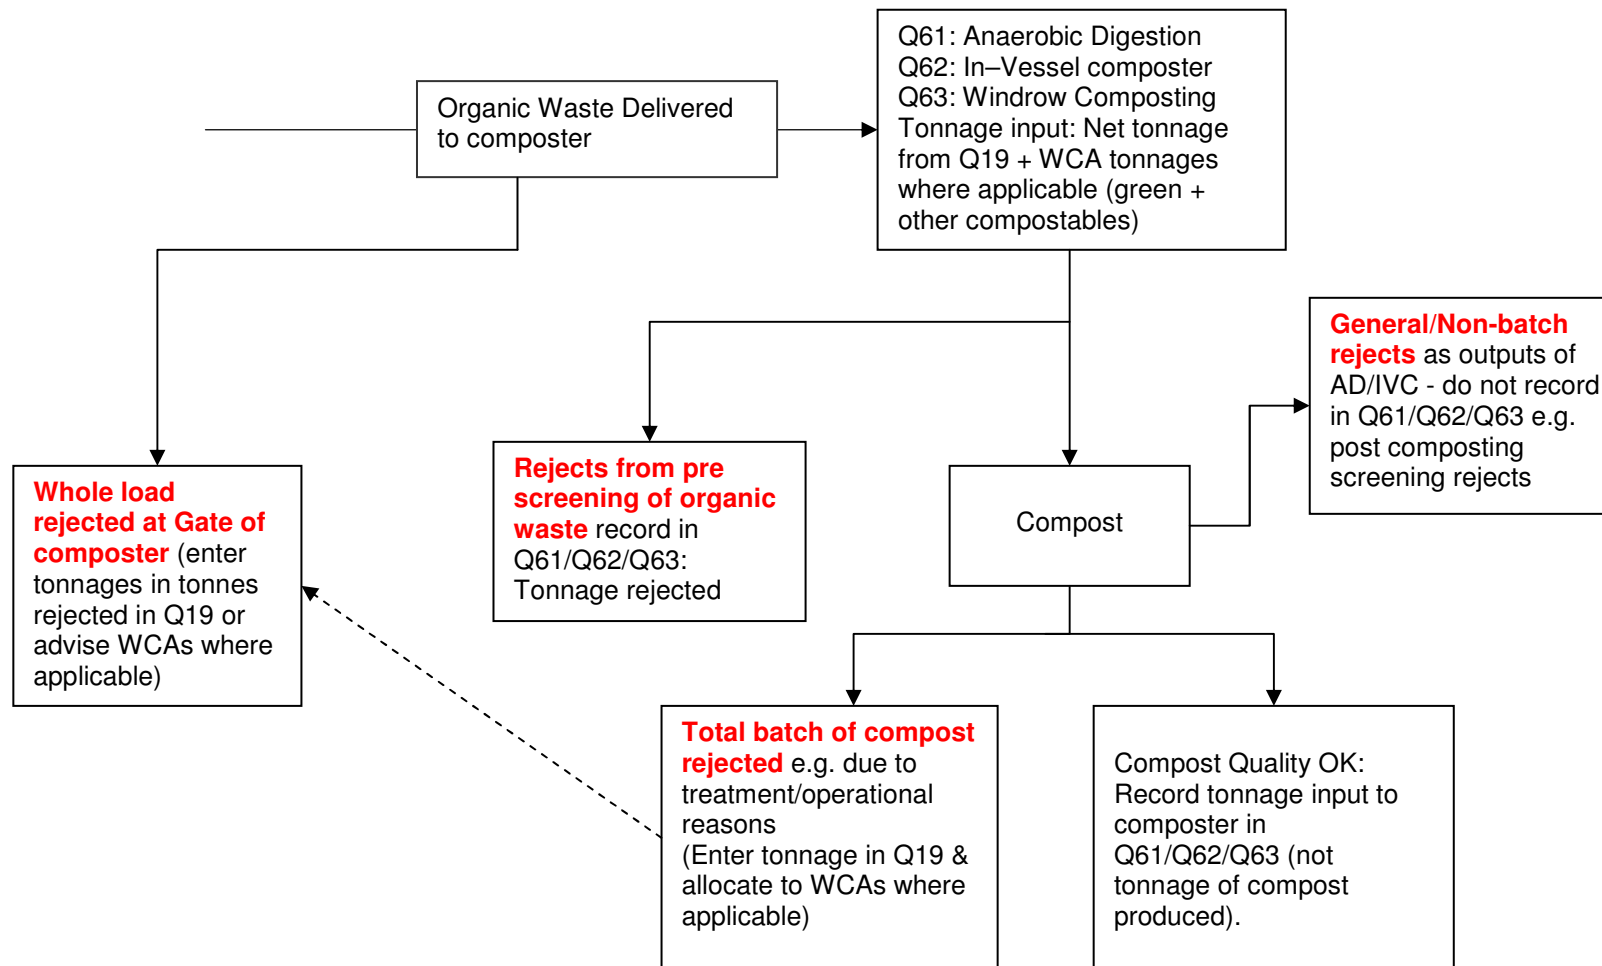 Organic Waste Delivered
to composter
Q61: Anaerobic Digestion
Q62: In–Vessel composter
Q63: Windrow Composting
Tonnage input: Net tonnage
from Q19 + WCA tonnages
where applicable (green +
other compostables)
General/Non-batch
rejects as outputs of
AD/IVC - do not record
in Q61/Q62/Q63 e.g.
post composting
screening rejects
Whole load
rejected at Gate of
composter (enter
tonnages in tonnes
rejected in Q19 or
advise WCAs where
applicable)
Rejects from pre
screening of organic
waste record in
Q61/Q62/Q63:
Tonnage rejected
Compost
Total batch of compost
rejected e.g. due to
treatment/operational
reasons
(Enter tonnage in Q19 &
allocate to WCAs where
applicable)
Compost Quality OK:
Record tonnage input to
composter in
Q61/Q62/Q63 (not
tonnage of compost
produced).